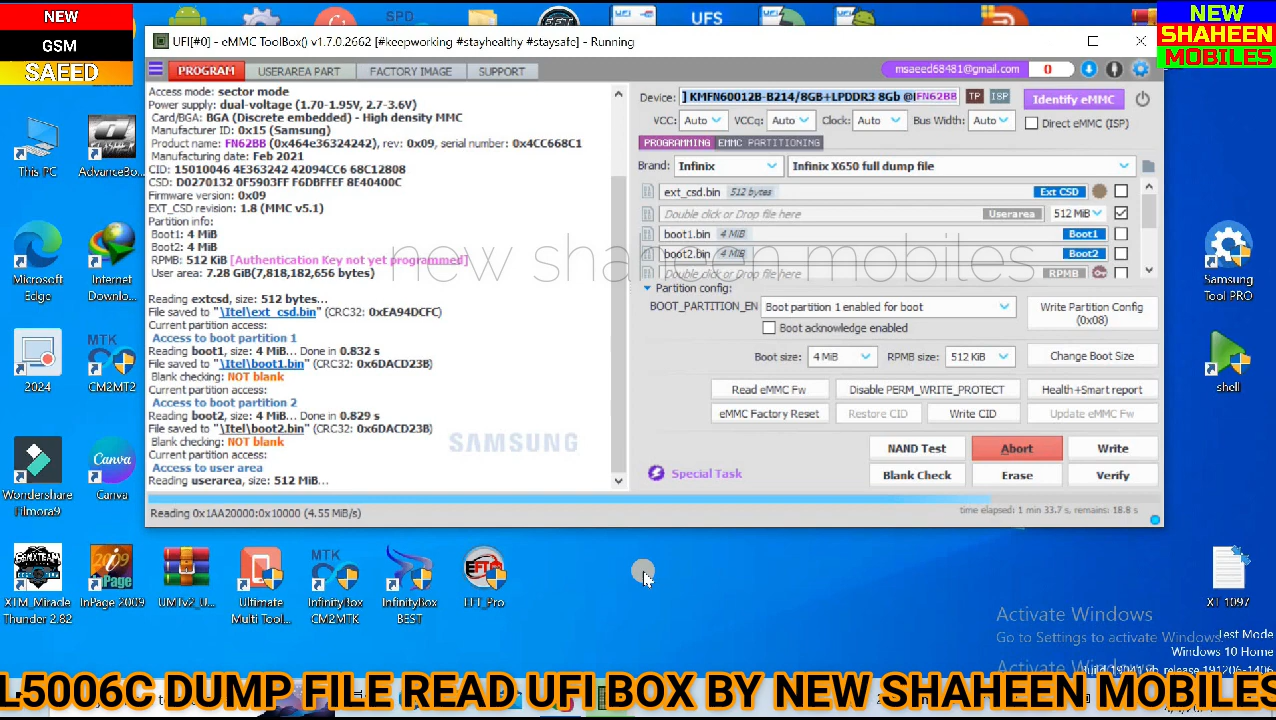 NEW
GSM
SAEED
SPD
UFI
UFS
NEW
SHAHEEN
MOBILES
UFI[#0] - eMMC ToolBox() v1.7.0.2662 [#keepworking #stayhealthy #staysafe] - Running
PROGRAM
USERAREA PART
FACTORY IMAGE
SUPPORT
msaeed68481@gmail.com
0
Access mode: sector mode
Power supply: dual-voltage (1.70-1.95V, 2.7-3.6V)
Card/BGA: BGA (Discrete embedded) - High density MMC
Manufacturer ID: 0x15 (Samsung)
Product name: FN62BB (0x464e36324242), rev: 0x09, serial number: 0x4CC668C1
Manufacturing date: Feb 2021
CID: 15010046 4E363242 42094CC6 68C12808
CSD: D0270132 0F5903FF F6DBFFEF 8E40400C
Firmware version: 0x09
EXT_CSD revision: 1.8 (MMC v5.1)
Partition info:
Boot1: 4 MiB
Boot2: 4 MiB
RPMB: 512 KiB [Authentication Key not yet programmed]
User area: 7.28 GiB(7,818,182,656 bytes)
Reading extcsd, size: 512 bytes...
File saved to "\Itel\ext_csd.bin" (CRC32: 0xEA94DCFC)
Current partition access:
Access to boot partition 1
Reading boot1, size: 4 MiB... Done in 0.832 s
File saved to "\Itel\boot1.bin" (CRC32: 0x6DACD23B)
Blank checking: NOT blank
Current partition access:
Access to boot partition 2
Reading boot2, size: 4 MiB... Done in 0.829 s
File saved to "\Itel\boot2.bin" (CRC32: 0x6DACD23B)
Blank checking: NOT blank
Current partition access:
Access to user area
Reading userarea, size: 512 MiB...
SAMSUNG
Reading 0x1AA20000:0x10000 (4.55 MiB/s)
time elapsed: 1 min 33.7 s, remains: 18.8 s
Device: ] KMFN60012B-B214/8GB+LPDDR3 8Gb @[FN62BB
TP
ISP
Identify eMMC
VCC: Auto
VCCq: Auto
Clock: Auto
Bus Width: Auto
Direct eMMC (ISP)
PROGRAMMING
EMMC PARTITIONING
Brand: Infinix
Infinix X650 full dump file
ext_csd.bin 512 bytes Ext CSD
Double click or Drop file here Userarea 512 MiB
boot1.bin 4 MiB Boot1
boot2.bin 4 MiB Boot2
Double click or Drop file here RPMB
new shaheen mobiles
Partition config:
BOOT_PARTITION_EN Boot partition 1 enabled for boot
Boot acknowledge enabled
Write Partition Config (0x08)
Boot size: 4 MiB
RPMB size: 512 KiB
Change Boot Size
Read eMMC Fw
Disable PERM_WRITE_PROTECT
Health+Smart report
eMMC Factory Reset
Restore CID
Write CID
Update eMMC Fw
NAND Test
Abort
Write
Special Task
Blank Check
Erase
Verify
This PC
AdvanceBo...
Microsoft Edge
Internet Downlo...
2024
MTK
CM2MT2
Wondershare Filmora9
Canva
Canva
Samsung Tool PRO
shell
XTM_Miracle Thunder 2.82
2009
iPage
InPage 2009
UMTv2_U...
Ultimate Multi Tool...
MTK
InfinityBox CM2MTK
InfinityBox BEST
EFT
EFT_Pro
XT 1097
Activate Windows
Go to Settings to activate Windows.
Test Mode
Windows 10 Home
L5006C DUMP FILE READ UFI BOX BY NEW SHAHEEN MOBILES